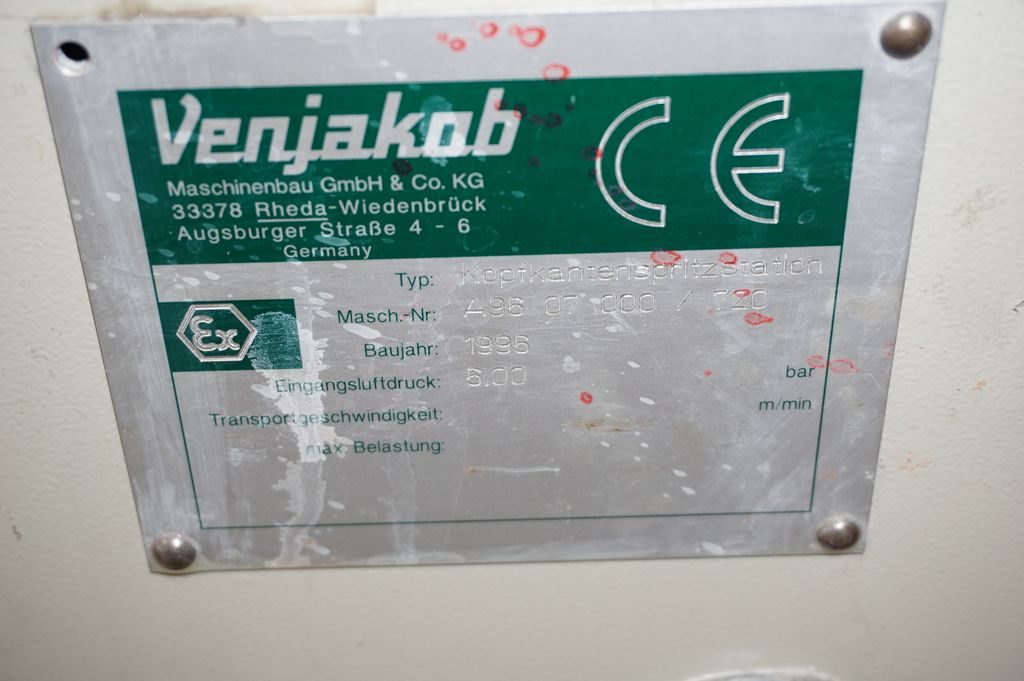 Venjakob
Maschinenbau GmbH & Co. KG
33378 Rheda-Wiedenbrück
Augsburger Straße 4 - 6
Germany
CE
Typ: Kopfkantenspritzstation
Ex
Masch.-Nr: A96 07 000 / 720
Baujahr: 1996
Eingangsluftdruck: 6.00 bar
Transportgeschwindigkeit: m/min
max. Belastung: